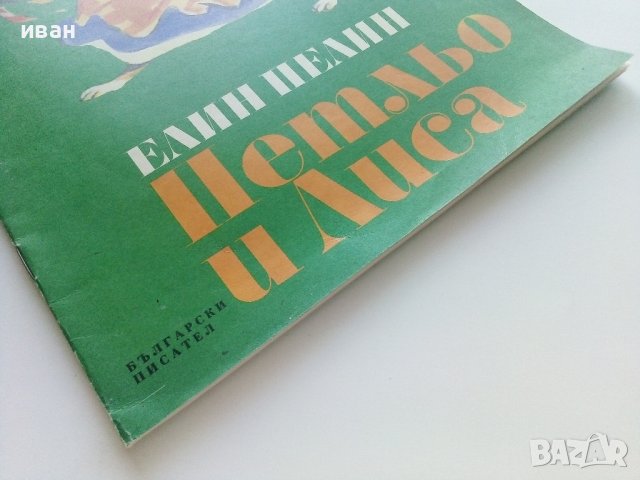 иван
ЕЛИН ПЕЛИН
Петльо
и Лиса
БЪЛГАРСКИ
ПИСАТЕЛ
BAZAR